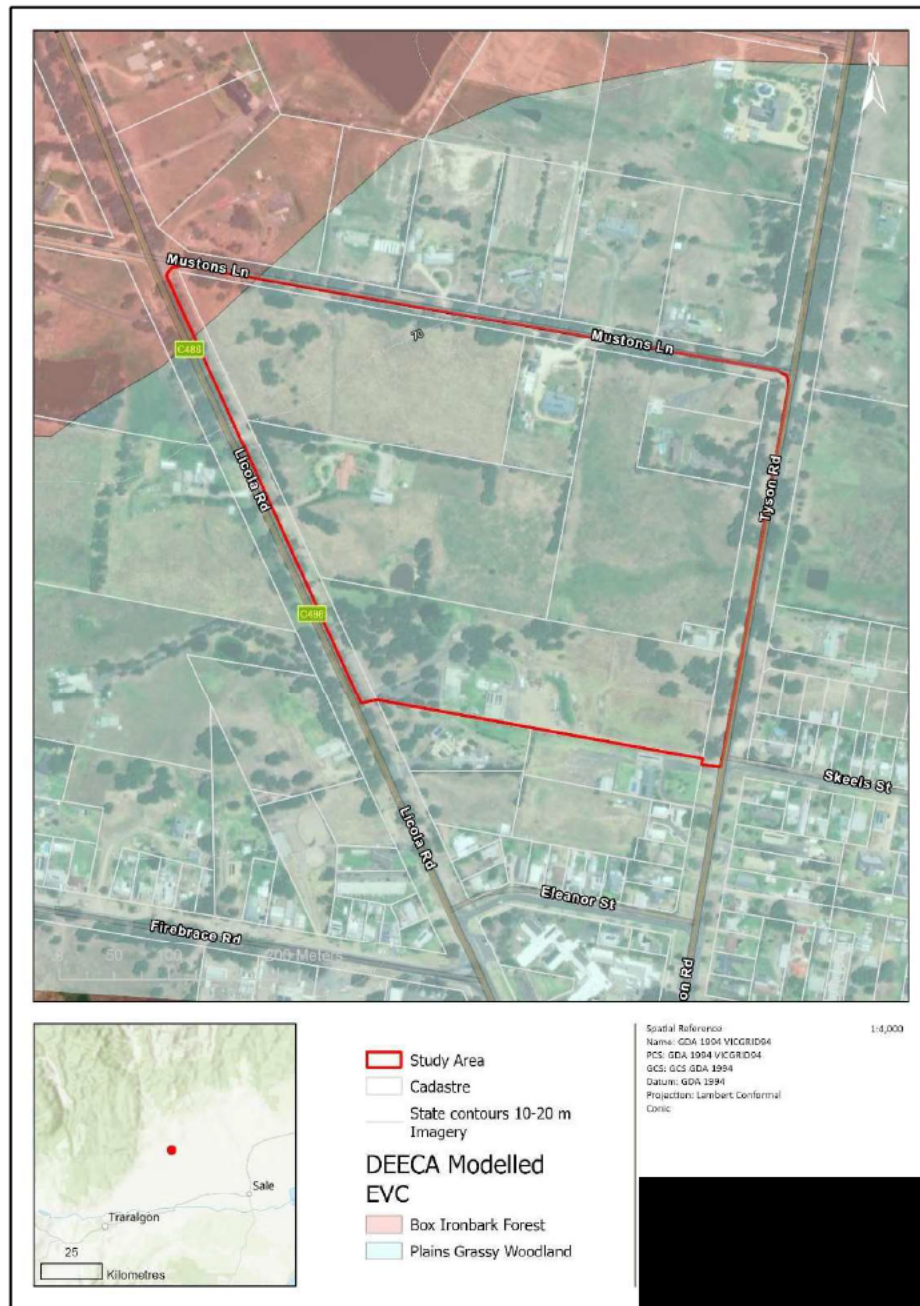 N
Mustons Ln
Mustons Ln
70
C486
Licola Rd
Tyson Rd
C486
Skeels St
Licola Rd
Eleanor St
Firebrace Rd
50
100
200 Meters
on Rd
Sale
Traralgon
25
Kilometres
Study Area
Cadastre
State contours 10-20 m
Imagery
DEECA Modelled
EVC
Box Ironbark Forest
Plains Grassy Woodland
Spatial Reference
1:4,000
Name: GDA 1994 VICGRID94
PCS: GDA 1994 VICGRID94
GCS: GCS GDA 1994
Datum: GDA 1994
Projection: Lambert Conformal
Conic